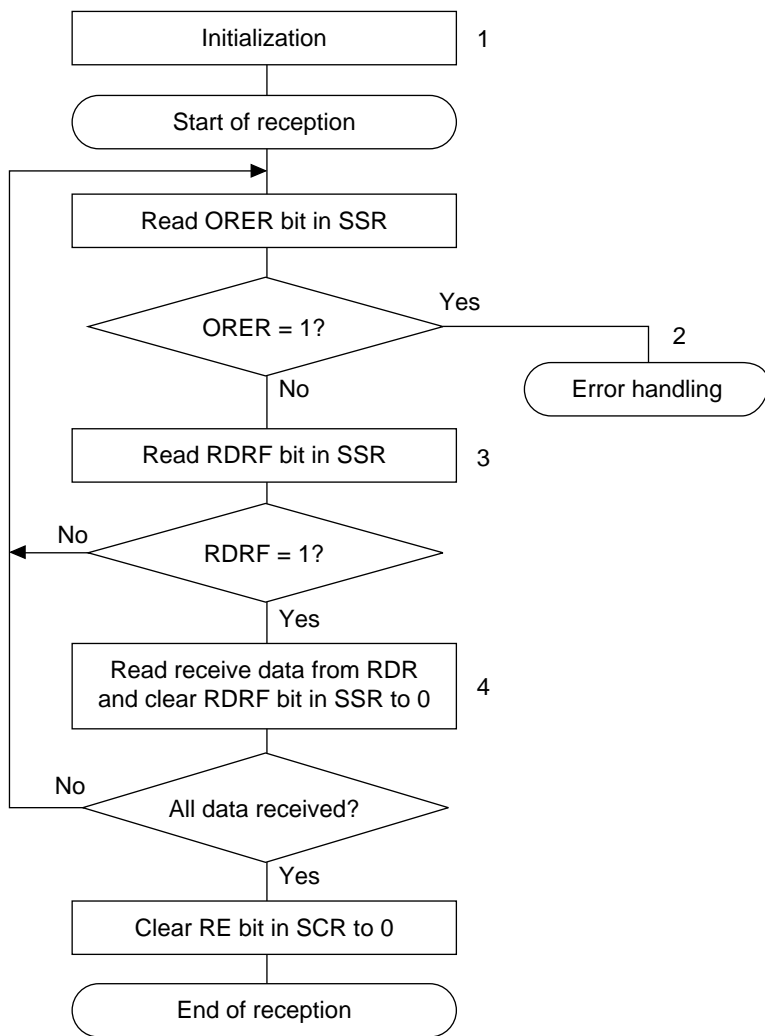 Initialization
1
Start of reception
Read ORER bit in SSR
Yes
ORER = 1?
2
Error handling
No
Read RDRF bit in SSR
3
No
RDRF = 1?
Yes
Read receive data from RDR
and clear RDRF bit in SSR to 0
4
No
All data received?
Yes
Clear RE bit in SCR to 0
End of reception